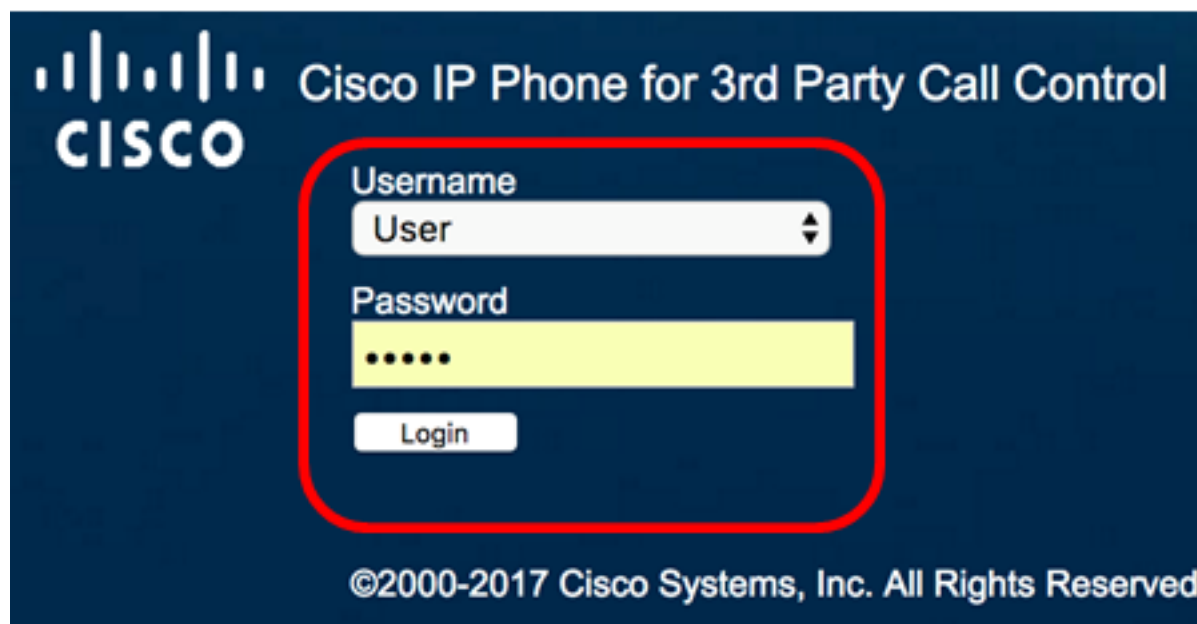 CISCO
Cisco IP Phone for 3rd Party Call Control
Username
User
Password
•••••
Login
©2000-2017 Cisco Systems, Inc. All Rights Reserved